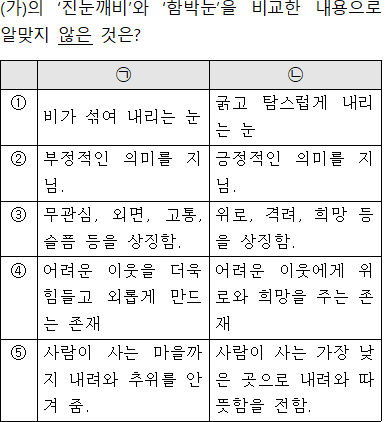 (가)의 ‘진눈깨비’와 ‘함박눈’을 비교한 내용으로
알맞지 않은 것은?
㉠ ㉡
① 비가 섞여 내리는 눈 굵고 탐스럽게 내리
는 눈
② 부정적인 의미를 지 긍정적인 의미를 지
님. 님.
③ 무관심, 외면, 고통, 위로, 격려, 희망 등
슬픔 등을 상징함. 을 상징함.
④ 어려운 이웃을 더욱 어려운 이웃에게 위
힘들고 외롭게 만드 로와 희망을 주는 존
는 존재 재
⑤ 사람이 사는 마을까 사람이 사는 가장 낮
지 내려와 추위를 안 은 곳으로 내려와 따
겨 줌. 뜻함을 전함.